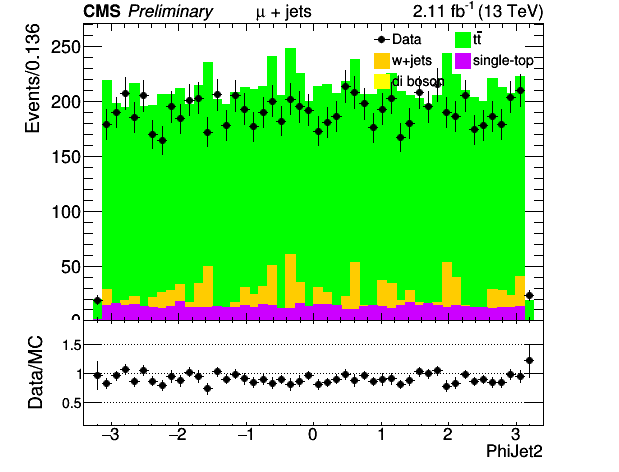 CMS Preliminary μ + jets 2.11 fb⁻¹ (13 TeV)
Events/0.136
250
200
150
100
50
0
Data tt̄
w+jets single-top
di boson
Data/MC
1.5
1
0.5
−3 −2 −1 0 1 2 3
PhiJet2